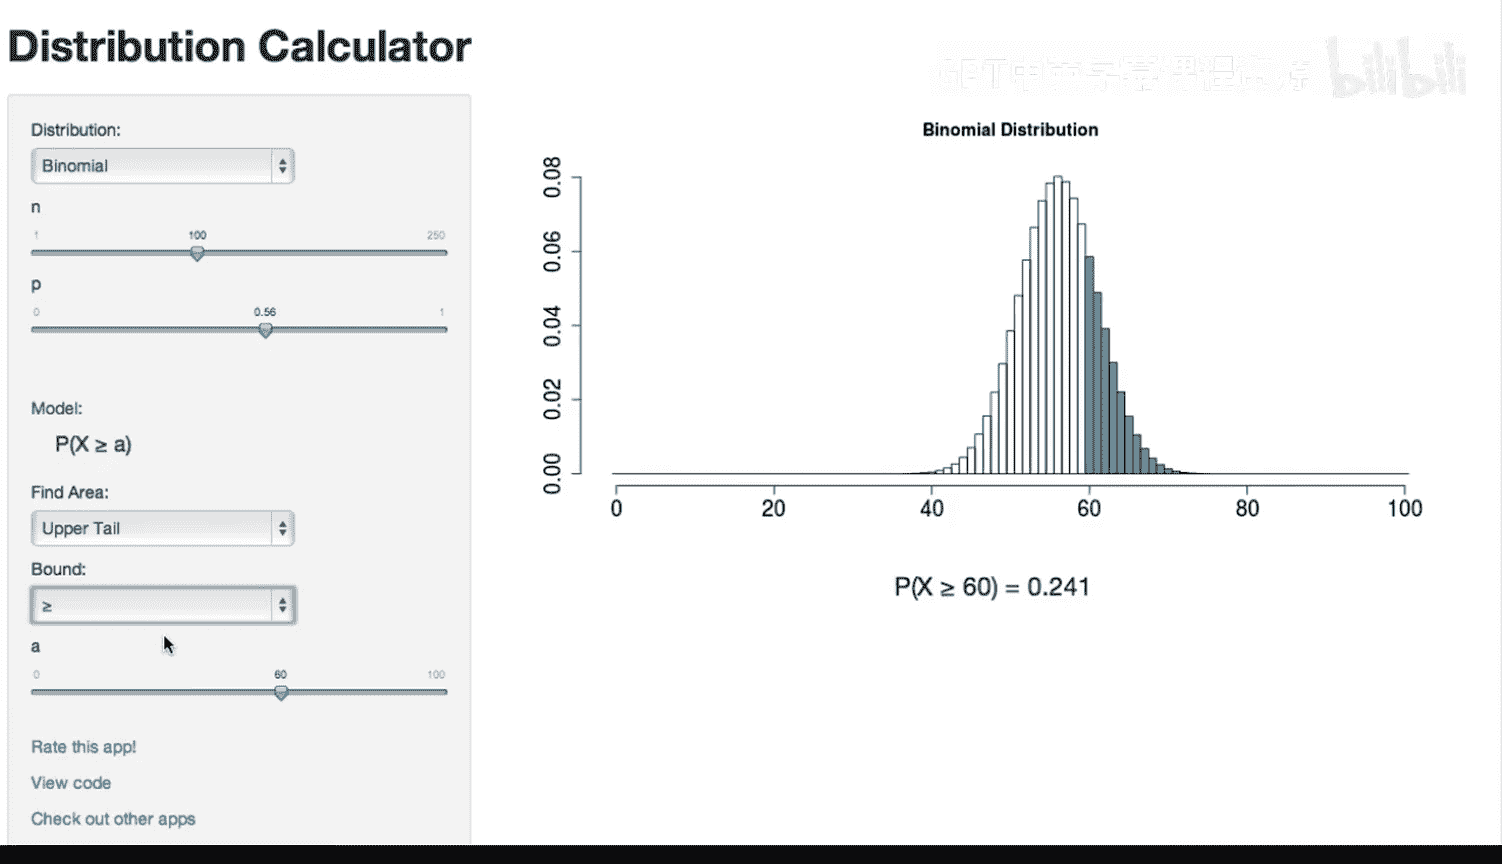 Distribution Calculator
bilibili
Distribution:
Binomial
n
1
100
250
p
0
0.56
1
Model:
P(X ≥ a)
Find Area:
Upper Tail
Bound:
≥
a
0
60
100
Rate this app!
View code
Check out other apps
Binomial Distribution
0.08
0.06
0.04
0.02
0.00
0 20 40 60 80 100
P(X ≥ 60) = 0.241